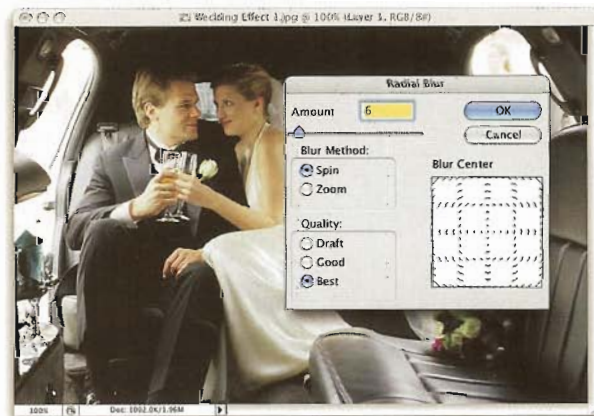 Wedding Effect 1.jpg @ 100% (Layer 1, RGB/8#)
Radial Blur
Amount 6
OK
Cancel
Blur Method:
Spin
Zoom
Blur Center
Quality:
Draft
Good
Best
100% Doc: 1002.0K/1.96M